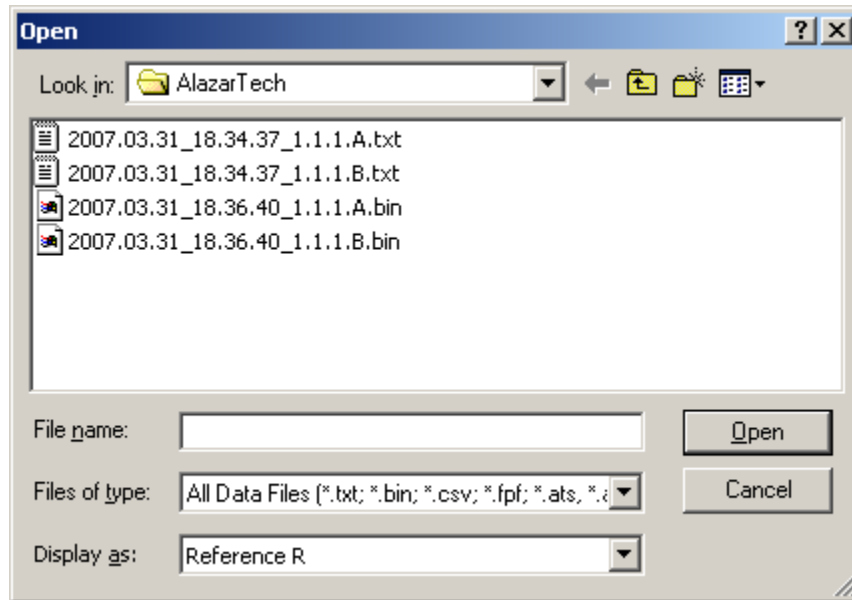 Open
Look in: AlazarTech
2007.03.31_18.34.37_1.1.1.A.txt
2007.03.31_18.34.37_1.1.1.B.txt
2007.03.31_18.36.40_1.1.1.A.bin
2007.03.31_18.36.40_1.1.1.B.bin
File name:
Open
Files of type: All Data Files (*.txt; *.bin; *.csv; *.fpf; *.ats, *.a
Cancel
Display as: Reference R